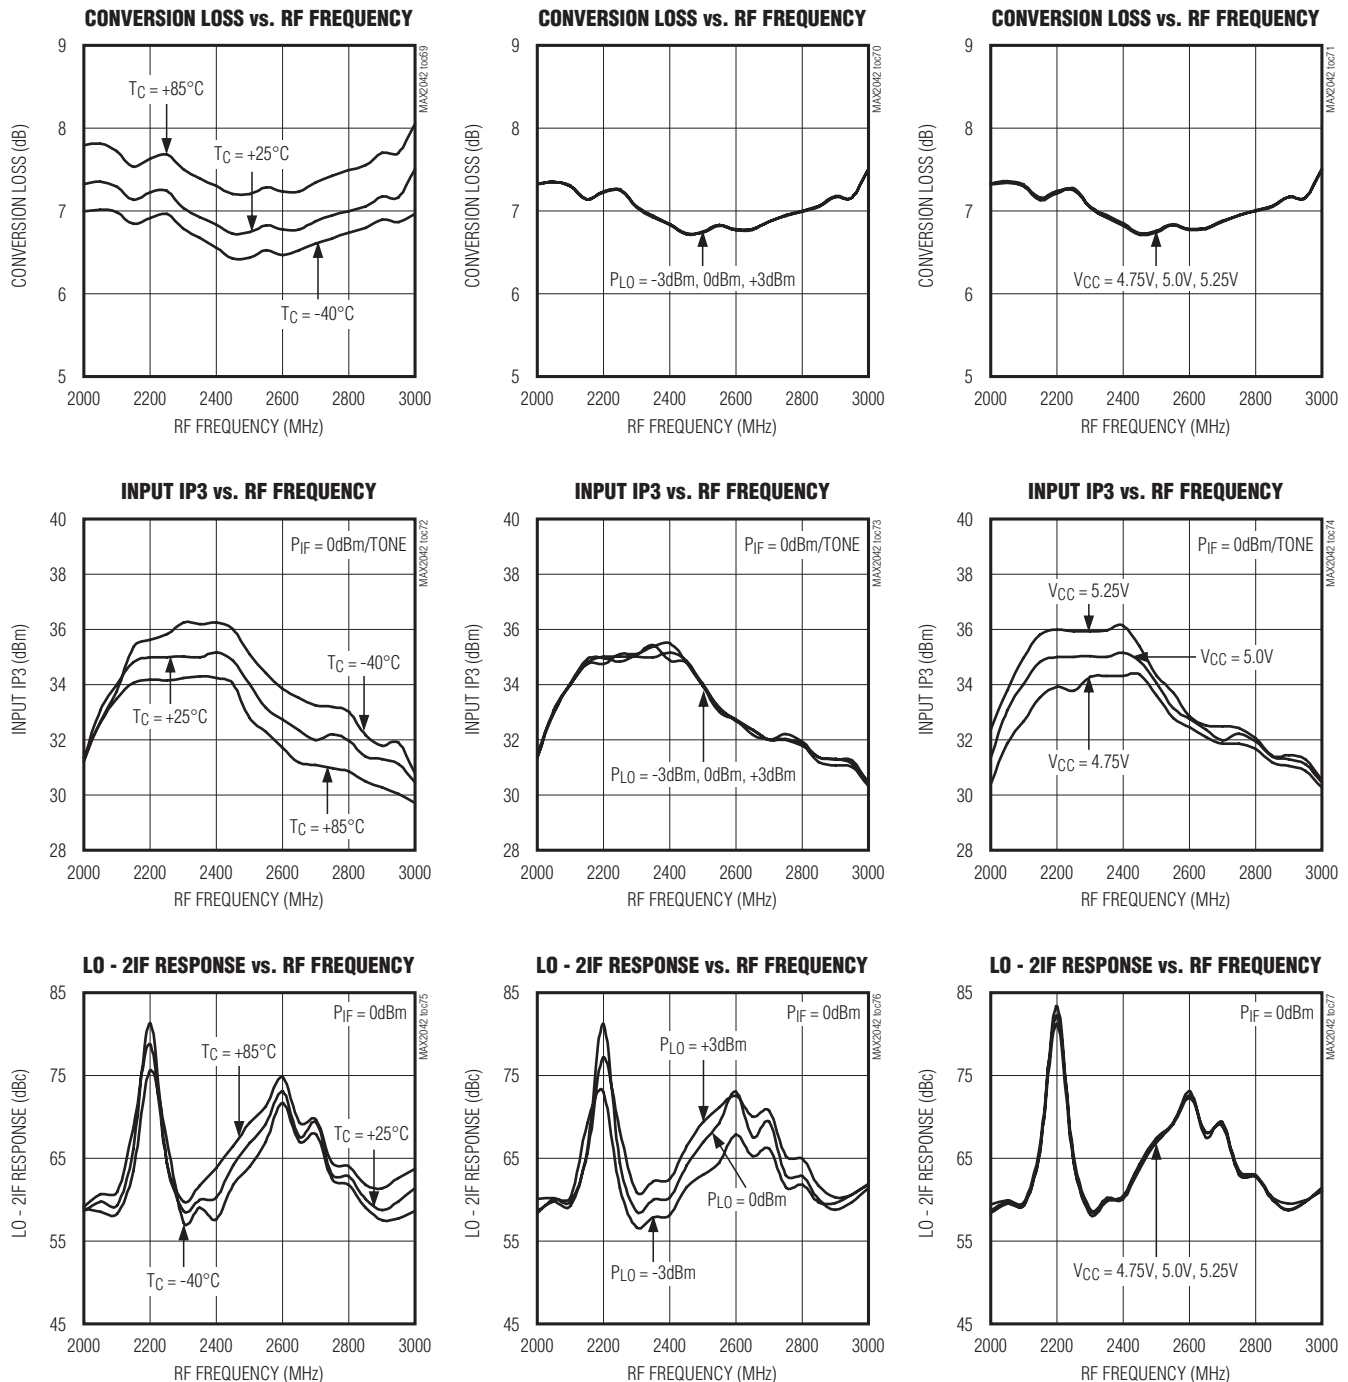 CONVERSION LOSS vs. RF FREQUENCY
9
8
7
6
5
CONVERSION LOSS (dB)
TC = +85°C
TC = +25°C
TC = -40°C
MAX2042 toc69
2000 2200 2400 2600 2800 3000
RF FREQUENCY (MHz)
CONVERSION LOSS vs. RF FREQUENCY
9
8
7
6
5
CONVERSION LOSS (dB)
PLO = -3dBm, 0dBm, +3dBm
MAX2042 toc70
2000 2200 2400 2600 2800 3000
RF FREQUENCY (MHz)
CONVERSION LOSS vs. RF FREQUENCY
9
8
7
6
5
CONVERSION LOSS (dB)
VCC = 4.75V, 5.0V, 5.25V
MAX2042 toc71
2000 2200 2400 2600 2800 3000
RF FREQUENCY (MHz)
INPUT IP3 vs. RF FREQUENCY
40
38
36
34
32
30
28
INPUT IP3 (dBm)
PIF = 0dBm/TONE
TC = -40°C
TC = +25°C
TC = +85°C
MAX2042 toc72
2000 2200 2400 2600 2800 3000
RF FREQUENCY (MHz)
INPUT IP3 vs. RF FREQUENCY
40
38
36
34
32
30
28
INPUT IP3 (dBm)
PIF = 0dBm/TONE
PLO = -3dBm, 0dBm, +3dBm
MAX2042 toc73
2000 2200 2400 2600 2800 3000
RF FREQUENCY (MHz)
INPUT IP3 vs. RF FREQUENCY
40
38
36
34
32
30
28
INPUT IP3 (dBm)
PIF = 0dBm/TONE
VCC = 5.25V
VCC = 5.0V
VCC = 4.75V
MAX2042 toc74
2000 2200 2400 2600 2800 3000
RF FREQUENCY (MHz)
LO - 2IF RESPONSE vs. RF FREQUENCY
85
75
65
55
45
LO - 2IF RESPONSE (dBc)
PIF = 0dBm
TC = +85°C
TC = +25°C
TC = -40°C
MAX2042 toc75
2000 2200 2400 2600 2800 3000
RF FREQUENCY (MHz)
LO - 2IF RESPONSE vs. RF FREQUENCY
85
75
65
55
45
LO - 2IF RESPONSE (dBc)
PIF = 0dBm
PLO = +3dBm
PLO = 0dBm
PLO = -3dBm
MAX2042 toc76
2000 2200 2400 2600 2800 3000
RF FREQUENCY (MHz)
LO - 2IF RESPONSE vs. RF FREQUENCY
85
75
65
55
45
LO - 2IF RESPONSE (dBc)
PIF = 0dBm
VCC = 4.75V, 5.0V, 5.25V
MAX2042 toc77
2000 2200 2400 2600 2800 3000
RF FREQUENCY (MHz)